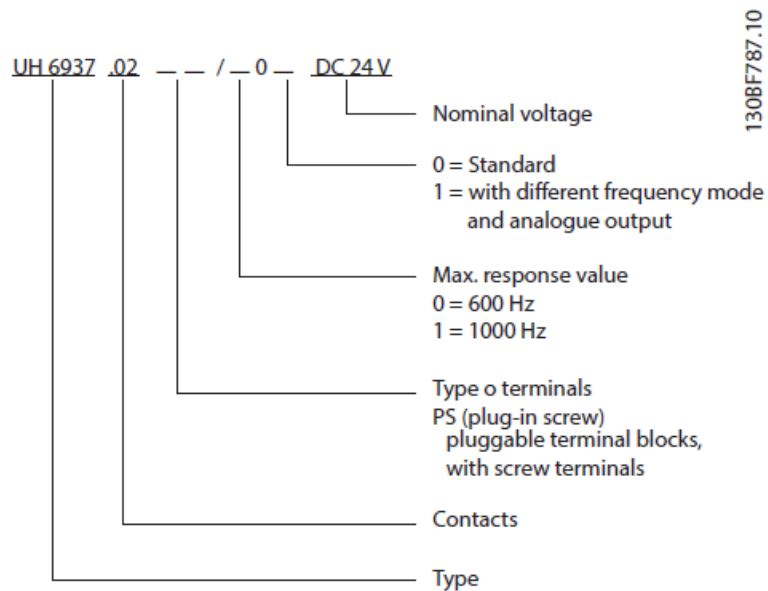 130BF787.10
UH 6937 .02 _ _ / _ 0 _ DC 24 V
Nominal voltage
0 = Standard
1 = with different frequency mode
and analogue output
Max. response value
0 = 600 Hz
1 = 1000 Hz
Type o terminals
PS (plug-in screw)
pluggable terminal blocks,
with screw terminals
Contacts
Type